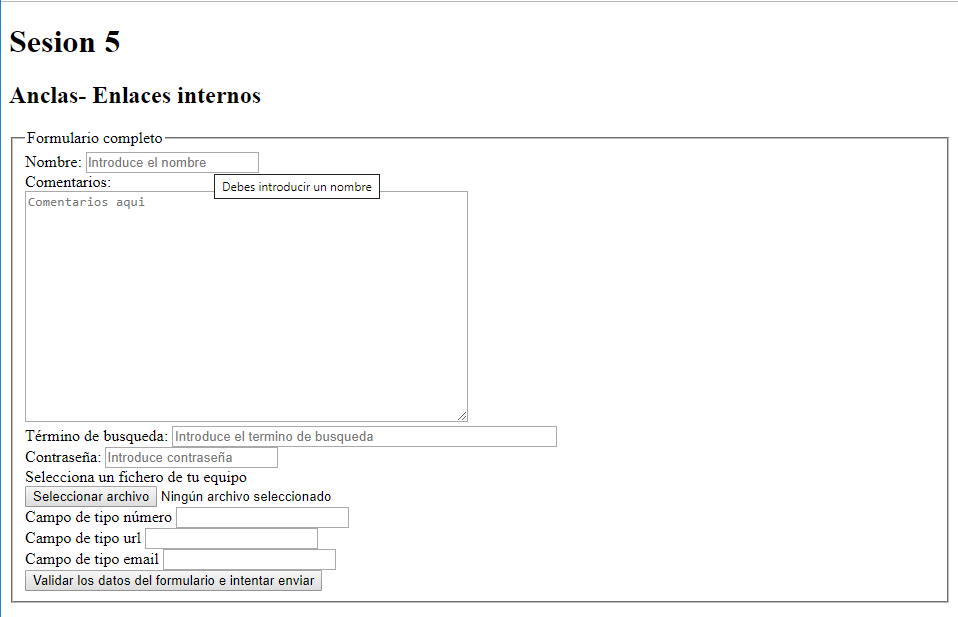 Sesion 5
Anclas- Enlaces internos
Formulario completo
Nombre: Introduce el nombre
Comentarios:
Debes introducir un nombre
Comentarios aqui
Término de busqueda: Introduce el termino de busqueda
Contraseña: Introduce contraseña
Selecciona un fichero de tu equipo
Seleccionar archivo Ningún archivo seleccionado
Campo de tipo número
Campo de tipo url
Campo de tipo email
Validar los datos del formulario e intentar enviar